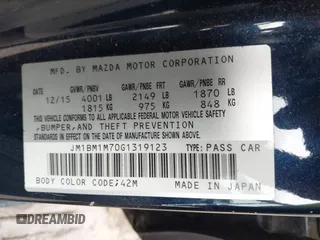 MFD. BY MAZDA MOTOR CORPORATION
GVWR/PNBV GAWR/PNBE FRT GAWR/PNBE RR
12/15 4001 LB 2149 LB 1870 LB
1815 KG 975 KG 848 KG
THIS VEHICLE CONFORMS TO ALL APPLICABLE FEDERAL MOTOR VEHICLE SAFETY
,BUMPER,AND THEFT PREVENTION
STANDARDS IN EFFECT ON THE DATE OF MANUFACTURE SHOWN ABOVE.
JM1BM1M70G1319123 TYPE: PASS CAR
BODY COLOR CODE;42M MADE IN JAPAN
DREAMBID